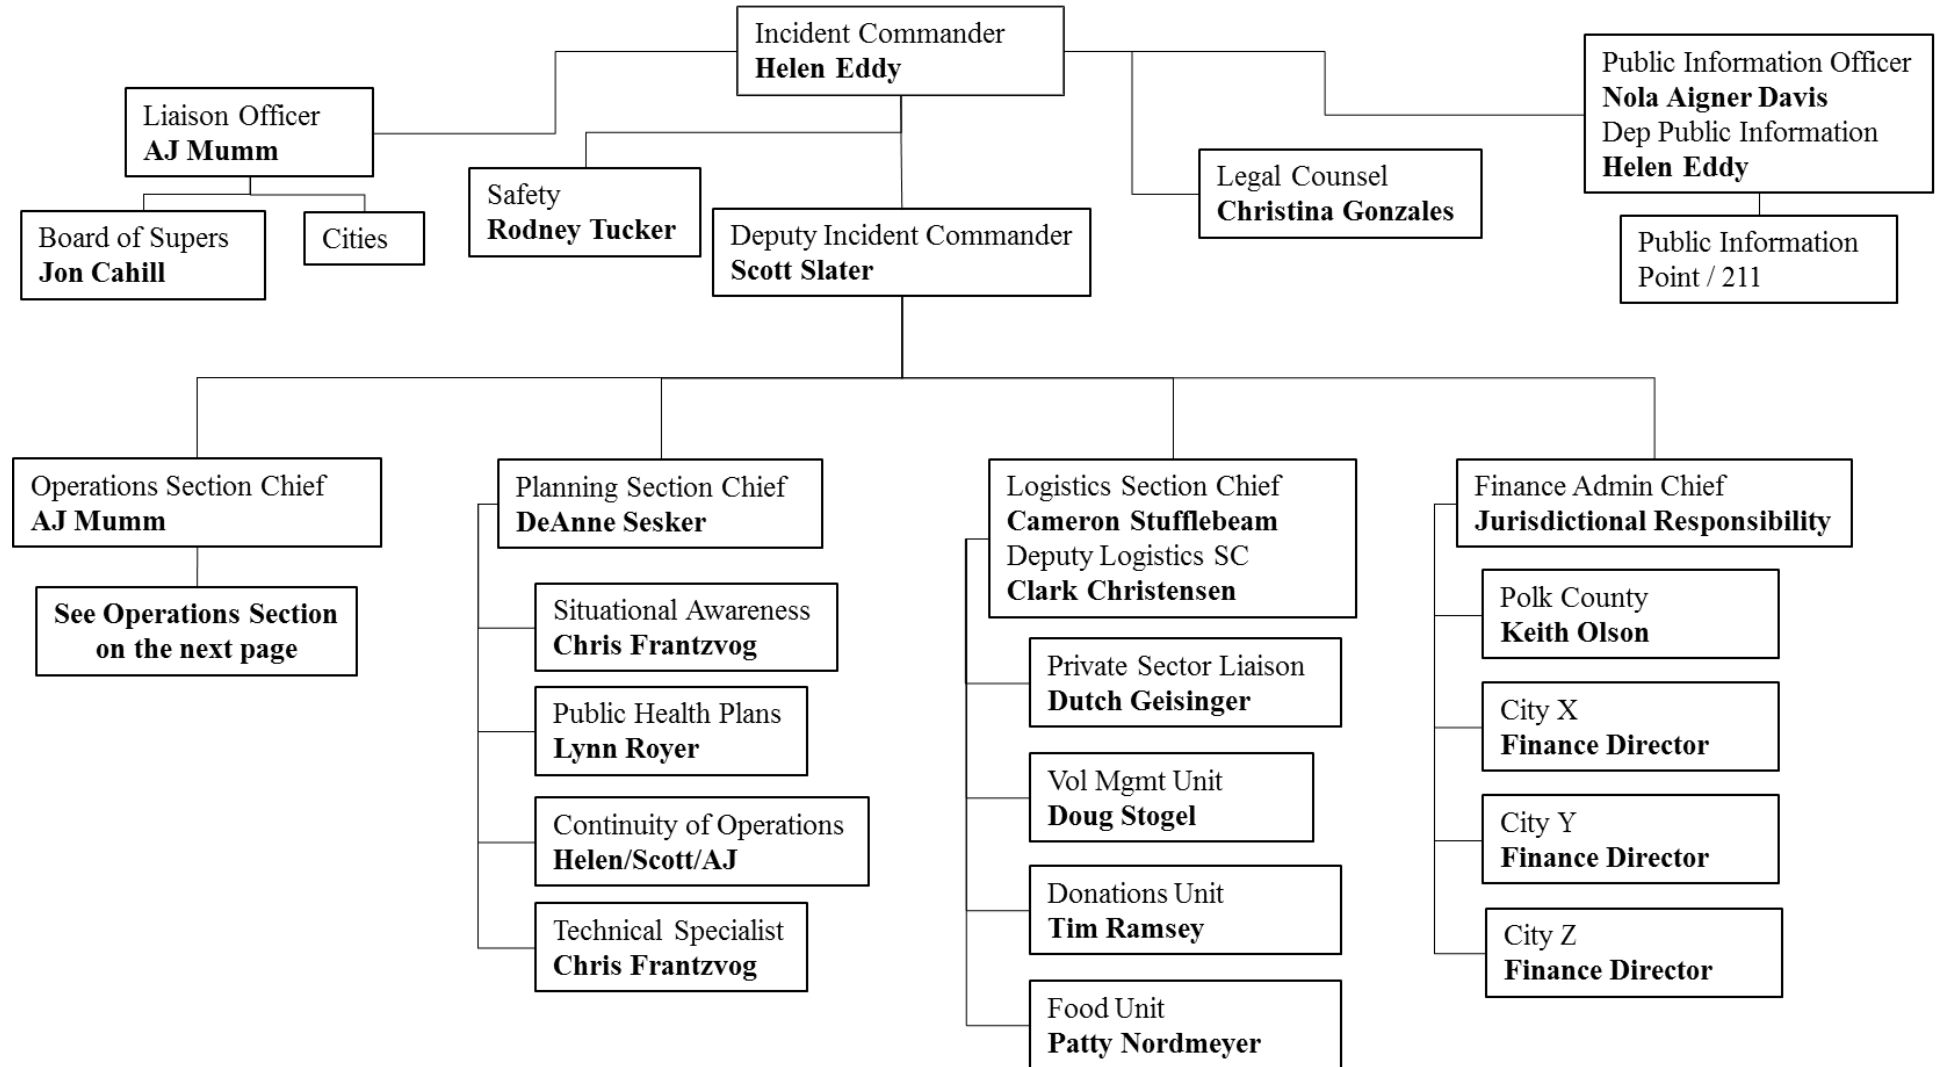 Incident Commander
Helen Eddy
Liaison Officer
AJ Mumm
Board of Supers
Jon Cahill
Cities
Safety
Rodney Tucker
Deputy Incident Commander
Scott Slater
Legal Counsel
Christina Gonzales
Public Information Officer
Nola Aigner Davis
Dep Public Information
Helen Eddy
Public Information
Point / 211
Operations Section Chief
AJ Mumm
See Operations Section
on the next page
Planning Section Chief
DeAnne Sesker
Situational Awareness
Chris Frantzvog
Public Health Plans
Lynn Royer
Continuity of Operations
Helen/Scott/AJ
Technical Specialist
Chris Frantzvog
Logistics Section Chief
Cameron Stufflebeam
Deputy Logistics SC
Clark Christensen
Private Sector Liaison
Dutch Geisinger
Vol Mgmt Unit
Doug Stogel
Donations Unit
Tim Ramsey
Food Unit
Patty Nordmeyer
Finance Admin Chief
Jurisdictional Responsibility
Polk County
Keith Olson
City X
Finance Director
City Y
Finance Director
City Z
Finance Director